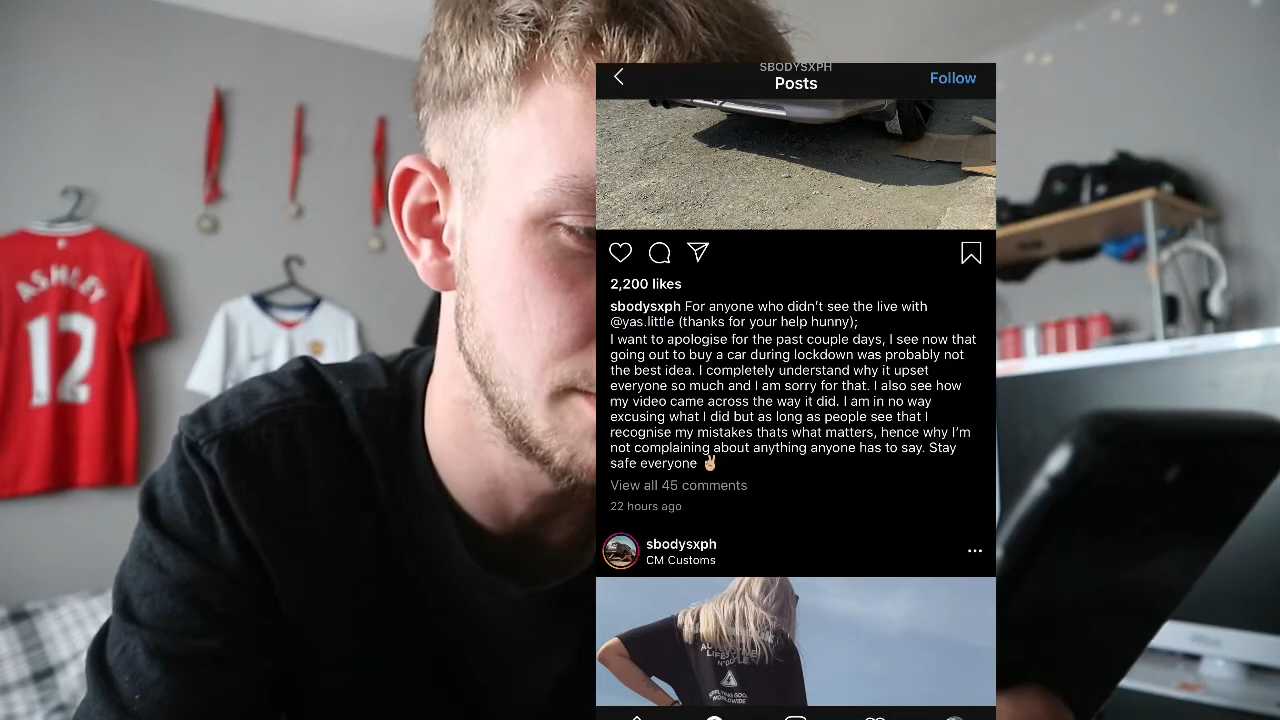 SBODYSXPH
Posts
Follow
ASHLEY
12
2,200 likes
sbodysxph For anyone who didn't see the live with
@yas.little (thanks for your help hunny);
I want to apologise for the past couple days, I see now that
going out to buy a car during lockdown was probably not
the best idea. I completely understand why it upset
everyone so much and I am sorry for that. I also see how
my video came across the way it did. I am in no way
excusing what I did but as long as people see that I
recognise my mistakes thats what matters, hence why I'm
not complaining about anything anyone has to say. Stay
safe everyone ✌🏼
View all 45 comments
22 hours ago
sbodysxph
CM Customs
WORLDWIDE